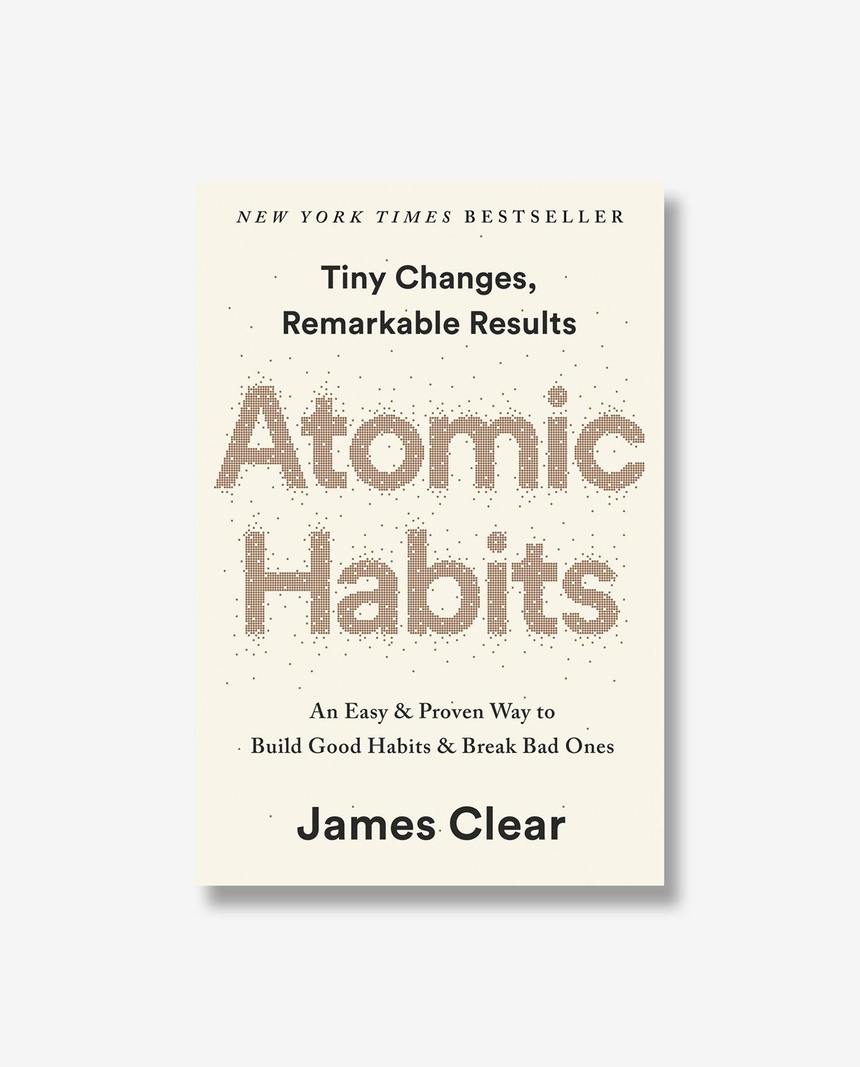 NEW YORK TIMES BESTSELLER
Tiny Changes,
Remarkable Results
Atomic
Habits
An Easy & Proven Way to
Build Good Habits & Break Bad Ones
James Clear